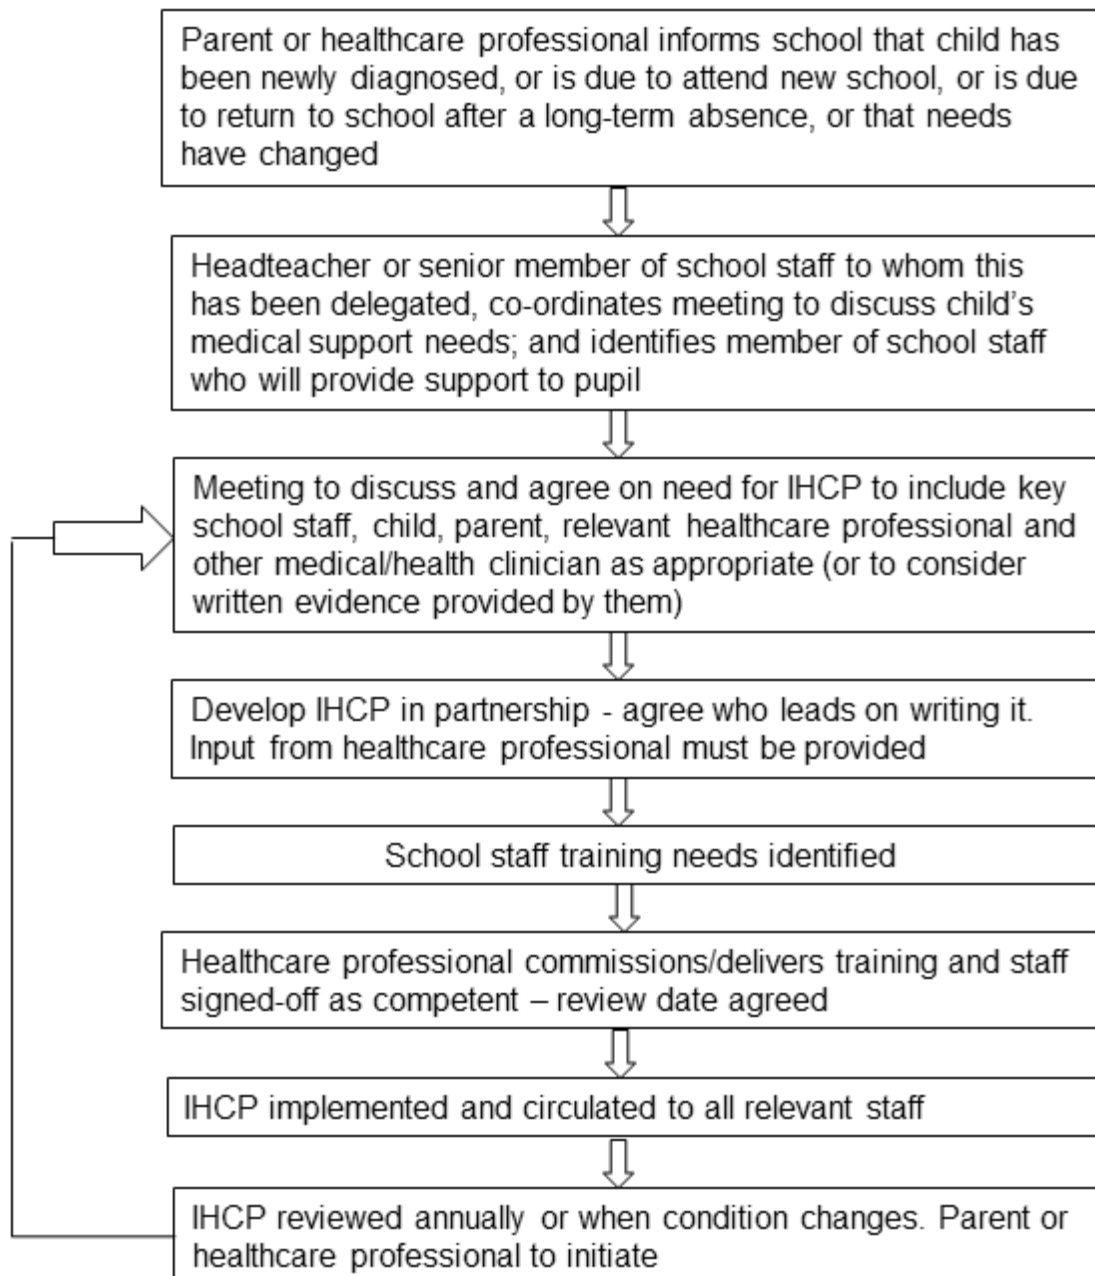 Parent or healthcare professional informs school that child has
been newly diagnosed, or is due to attend new school, or is due
to return to school after a long-term absence, or that needs
have changed
Headteacher or senior member of school staff to whom this
has been delegated, co-ordinates meeting to discuss child's
medical support needs; and identifies member of school staff
who will provide support to pupil
Meeting to discuss and agree on need for IHCP to include key
school staff, child, parent, relevant healthcare professional and
other medical/health clinician as appropriate (or to consider
written evidence provided by them)
Develop IHCP in partnership - agree who leads on writing it.
Input from healthcare professional must be provided
School staff training needs identified
Healthcare professional commissions/delivers training and staff
signed-off as competent – review date agreed
IHCP implemented and circulated to all relevant staff
IHCP reviewed annually or when condition changes. Parent or
healthcare professional to initiate